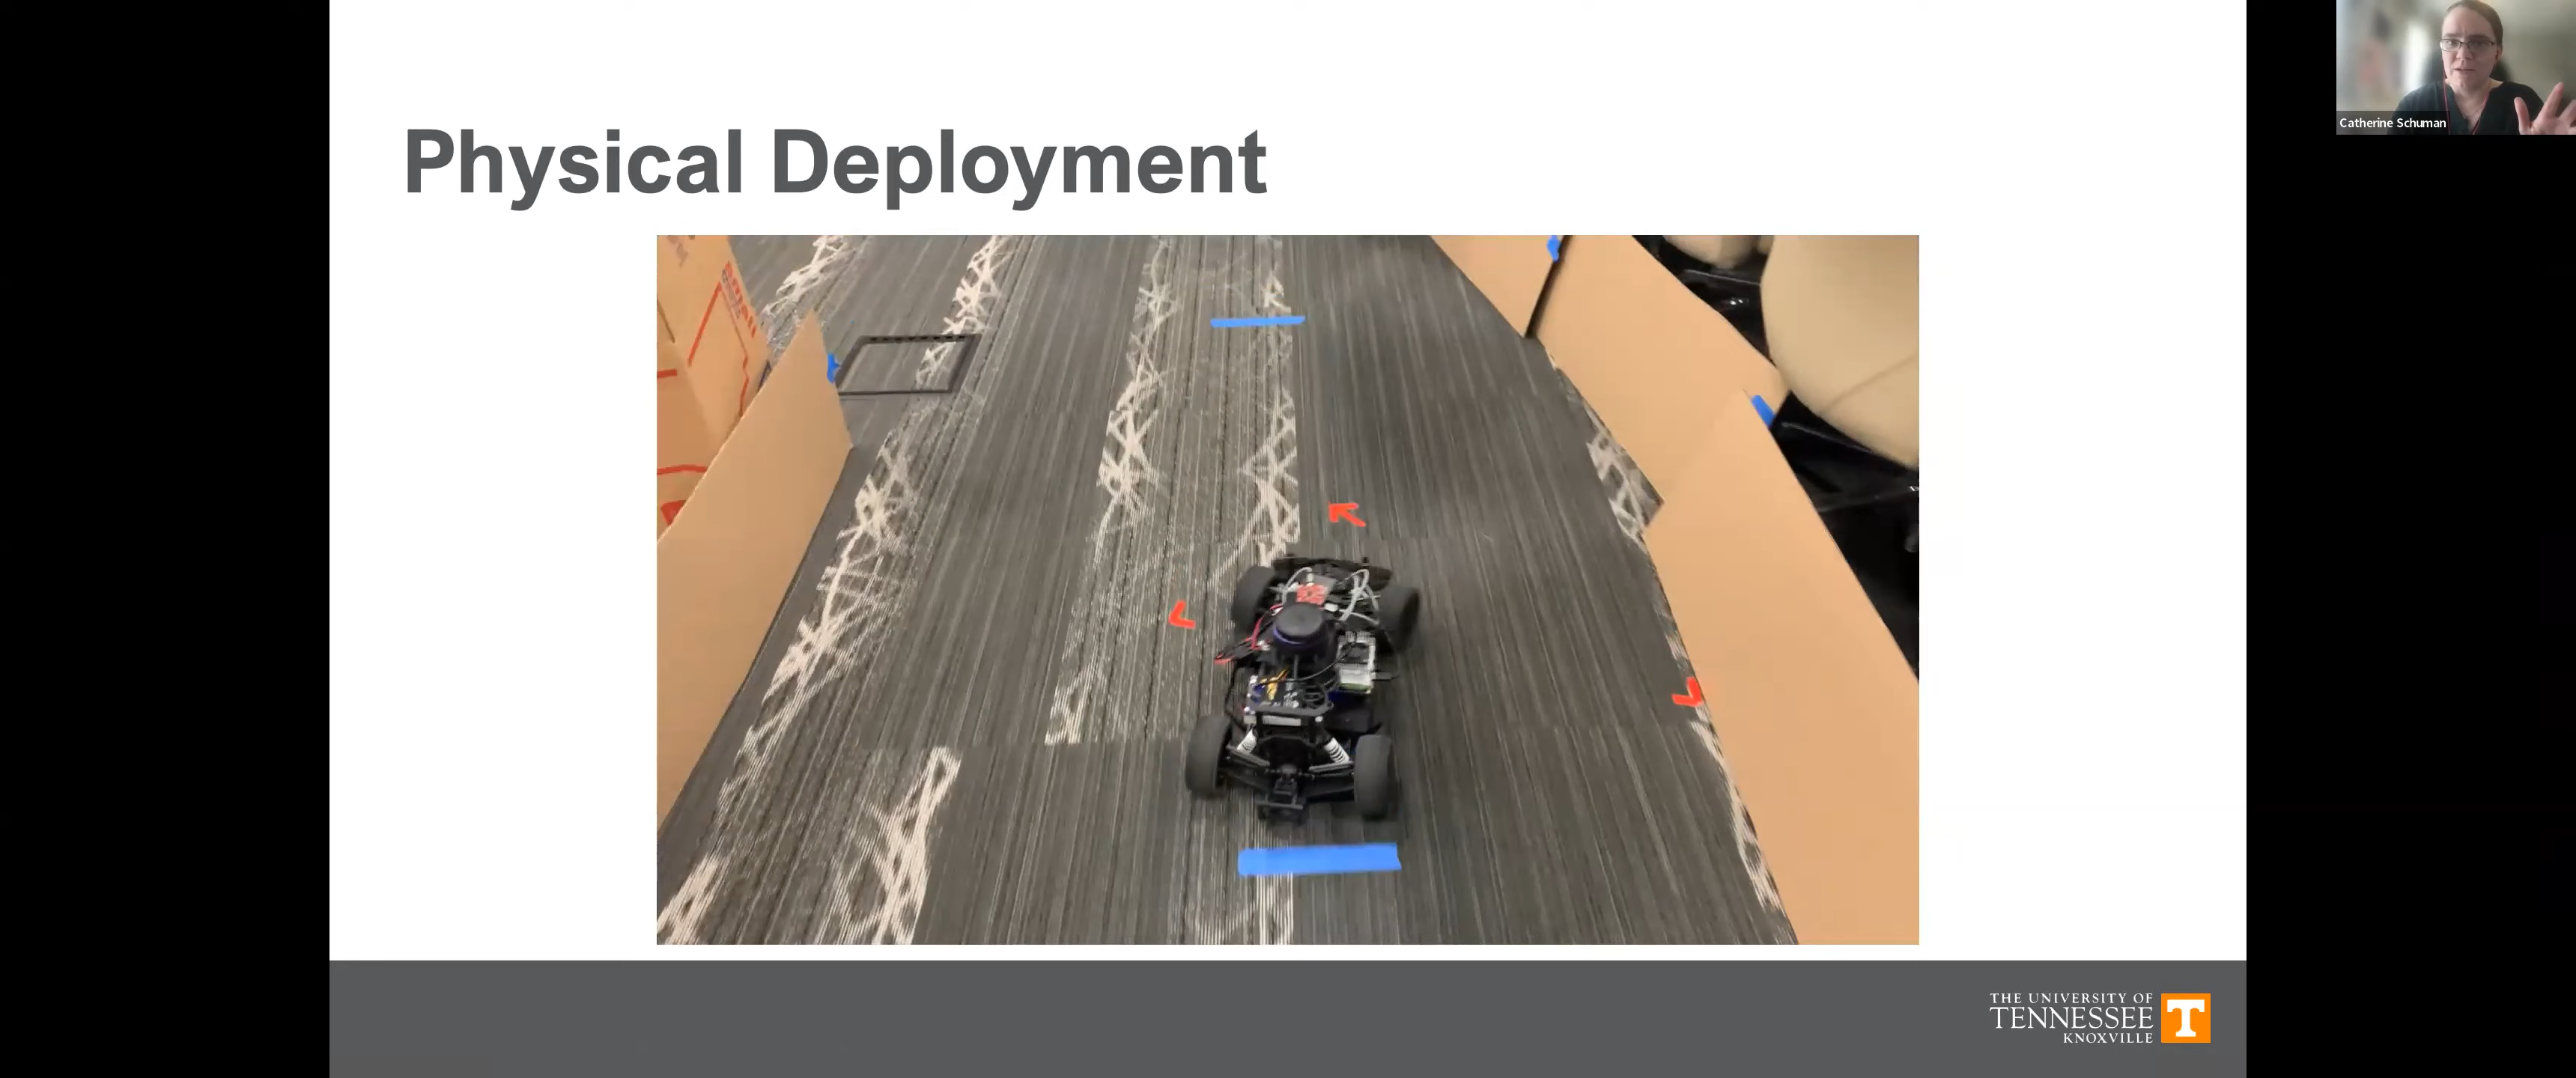 Physical Deployment
Catherine Schuman
THE UNIVERSITY OF
TENNESSEE
KNOXVILLE
T